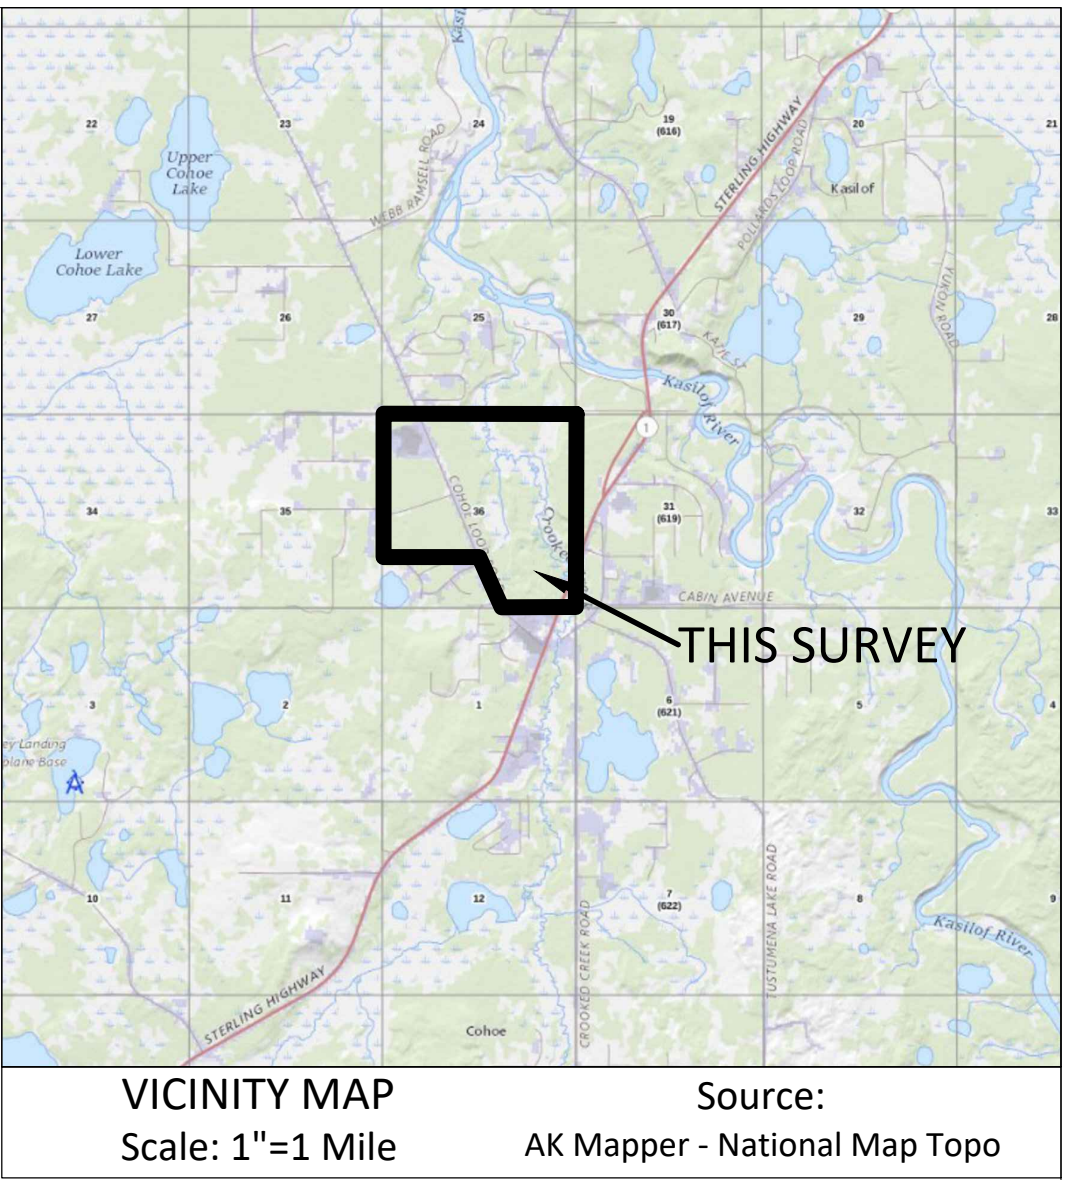 Kasil
22
23
24
19
(616)
20
21
STERLING HIGHWAY
POLLARDS LOOP ROAD
WEBB RAMSELL ROAD
Upper
Cohoe
Lake
Kasilof
Lower
Cohoe Lake
YUKON ROAD
27
26
25
30
(617)
29
28
Kasilof
River
1
COHOE LOOP
34
35
36
31
(619)
32
33
Crooke
CABIN AVENUE
THIS SURVEY
3
2
1
6
(621)
5
4
ey Landing
plane Base
10
11
12
7
(622)
8
9
TUSTUMENA LAKE ROAD
CROOKED CREEK ROAD
Kasilof River
STERLING HIGHWAY
Cohoe
VICINITY MAP
Scale: 1"=1 Mile
Source:
AK Mapper - National Map Topo